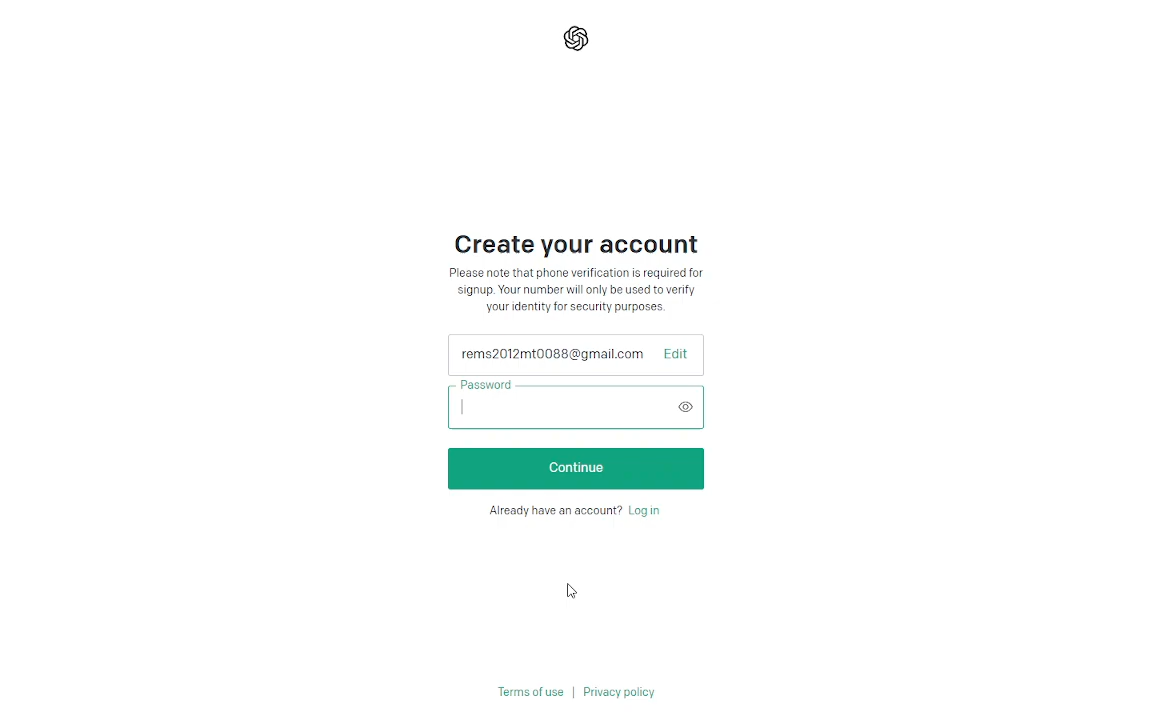 Create your account
Please note that phone verification is required for
signup. Your number will only be used to verify
your identity for security purposes.
rems2012mt0088@gmail.com Edit
Password
Continue
Already have an account? Log in
Terms of use | Privacy policy